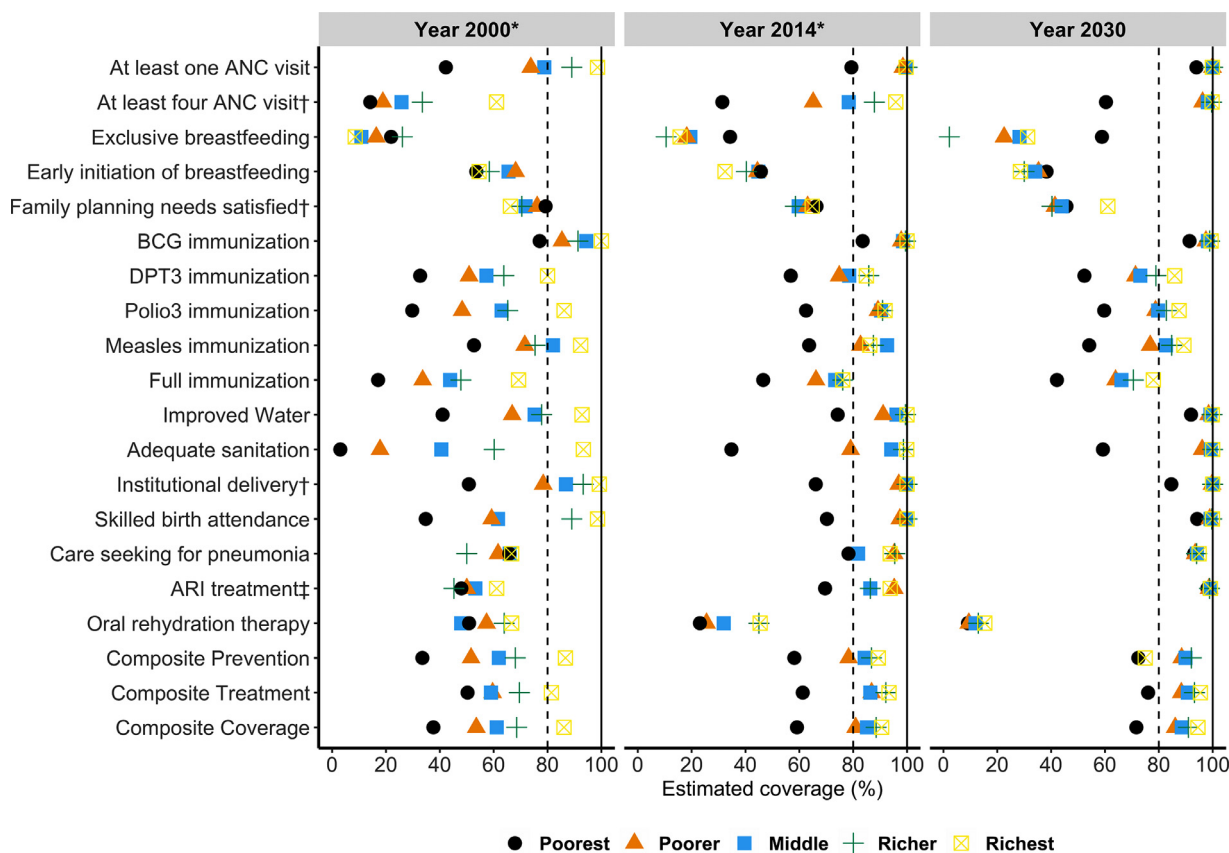 Year 2000* Year 2014* Year 2030
At least one ANC visit
At least four ANC visit†
Exclusive breastfeeding
Early initiation of breastfeeding
Family planning needs satisfied†
BCG immunization
DPT3 immunization
Polio3 immunization
Measles immunization
Full immunization
Improved Water
Adequate sanitation
Institutional delivery†
Skilled birth attendance
Care seeking for pneumonia
ARI treatment‡
Oral rehydration therapy
Composite Prevention
Composite Treatment
Composite Coverage
0 20 40 60 80 100 0 20 40 60 80 100 0 20 40 60 80 100
Estimated coverage (%)
Poorest Poorer Middle Richer Richest